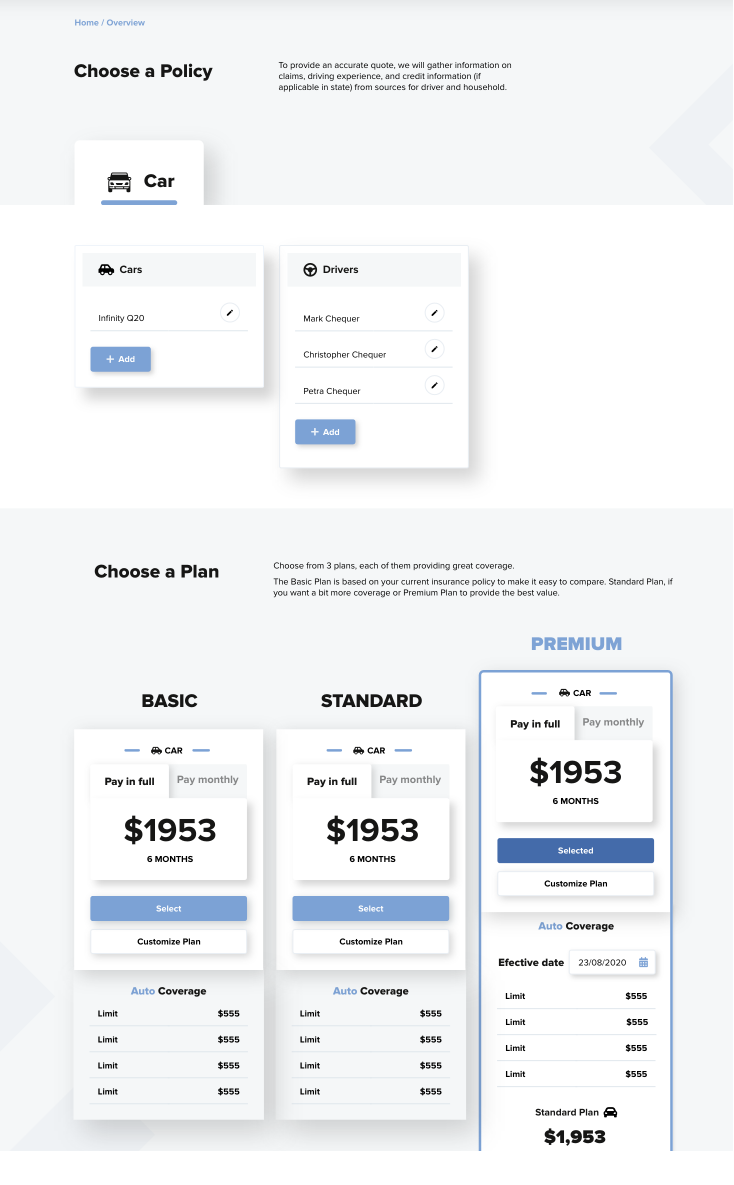 Home / Overview
Choose a Policy
To provide an accurate quote, we will gather information on
claims, driving experience, and credit information (if
applicable in state) from sources for driver and household.
Car
Cars
Infinity Q20
+ Add
Drivers
Mark Chequer
Christopher Chequer
Petra Chequer
+ Add
Choose a Plan
Choose from 3 plans, each of them providing great coverage.
The Basic Plan is based on your current insurance policy to make it easy to compare. Standard Plan, if
you want a bit more coverage or Premium Plan to provide the best value.
BASIC
CAR
Pay in full
Pay monthly
$1953
6 MONTHS
Select
Customize Plan
Auto Coverage
Limit $555
Limit $555
Limit $555
Limit $555
STANDARD
CAR
Pay in full
Pay monthly
$1953
6 MONTHS
Select
Customize Plan
Auto Coverage
Limit $555
Limit $555
Limit $555
Limit $555
PREMIUM
CAR
Pay in full
Pay monthly
$1953
6 MONTHS
Selected
Customize Plan
Auto Coverage
Efective date 23/08/2020
Limit $555
Limit $555
Limit $555
Limit $555
Standard Plan
$1,953